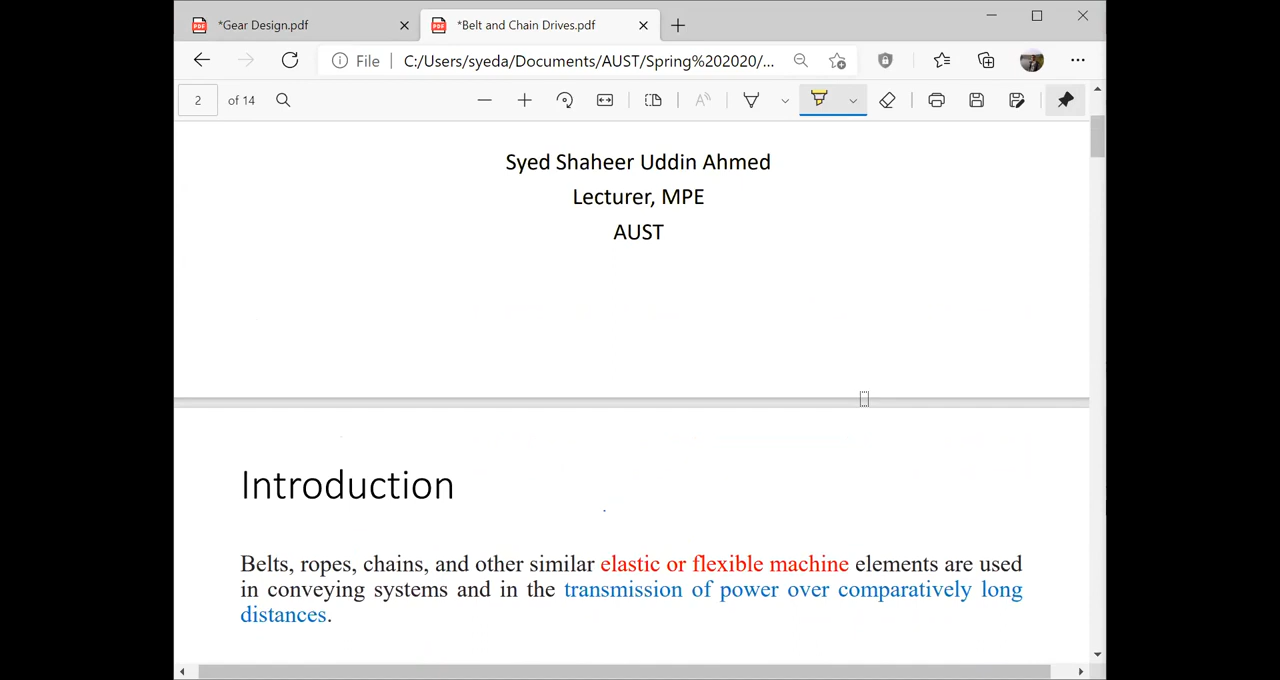 *Gear Design.pdf
*Belt and Chain Drives.pdf
File
C:/Users/syeda/Documents/AUST/Spring%202020/...
2 of 14
Syed Shaheer Uddin Ahmed
Lecturer, MPE
AUST
Introduction
Belts, ropes, chains, and other similar elastic or flexible machine elements are used
in conveying systems and in the transmission of power over comparatively long
distances.